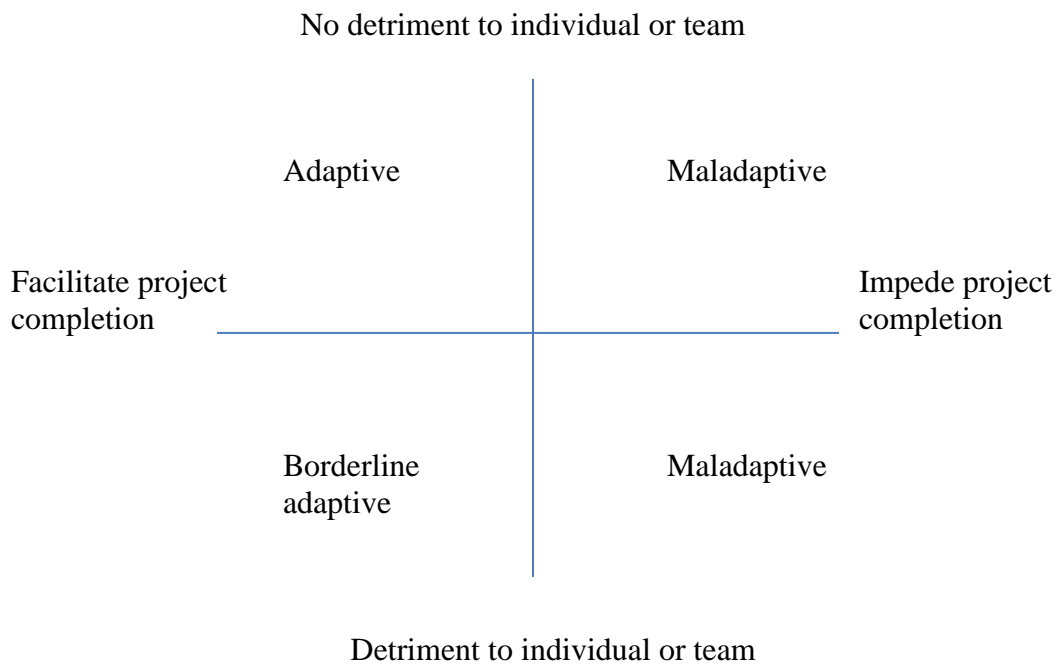 No detriment to individual or team
Adaptive
Maladaptive
Facilitate project
completion
Impede project
completion
Borderline
adaptive
Maladaptive
Detriment to individual or team